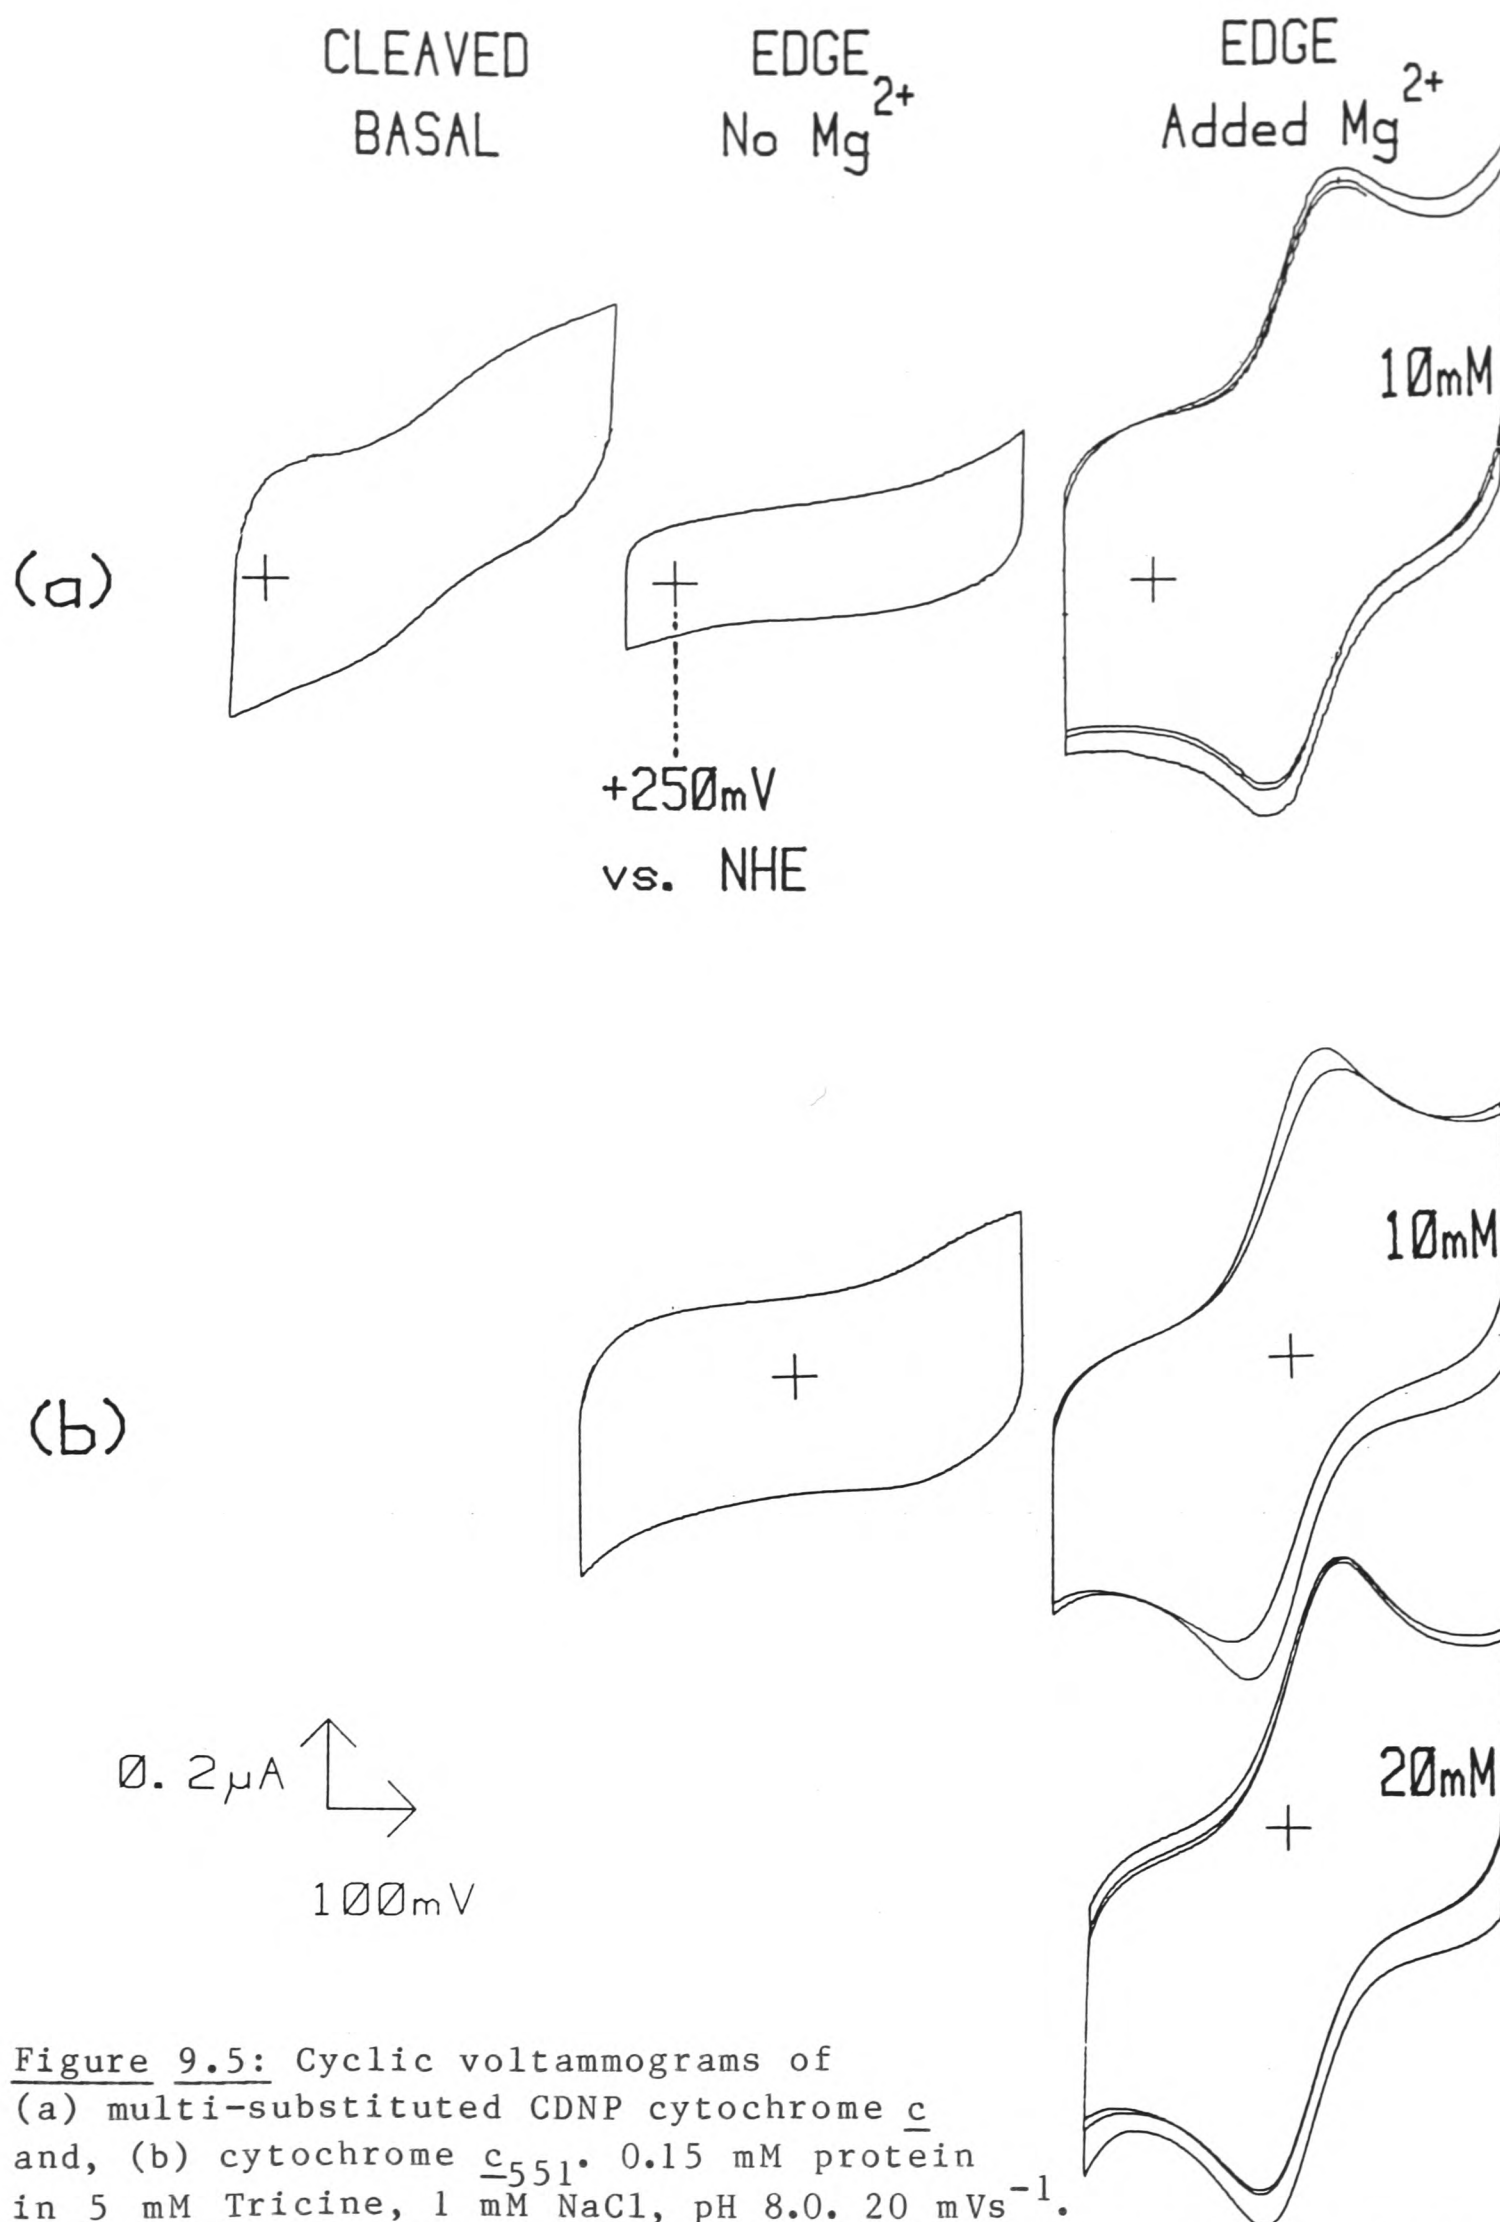 CLEAVED
BASAL
EDGE
No Mg²⁺
EDGE
Added Mg²⁺
10mM
(a)
+250mV
vs. NHE
10mM
(b)
0.2μA
100mV
20mM
Figure 9.5: Cyclic voltammograms of
(a) multi-substituted CDNP cytochrome c
and, (b) cytochrome c₅₅₁. 0.15 mM protein
in 5 mM Tricine, 1 mM NaCl, pH 8.0. 20 mVs⁻¹.